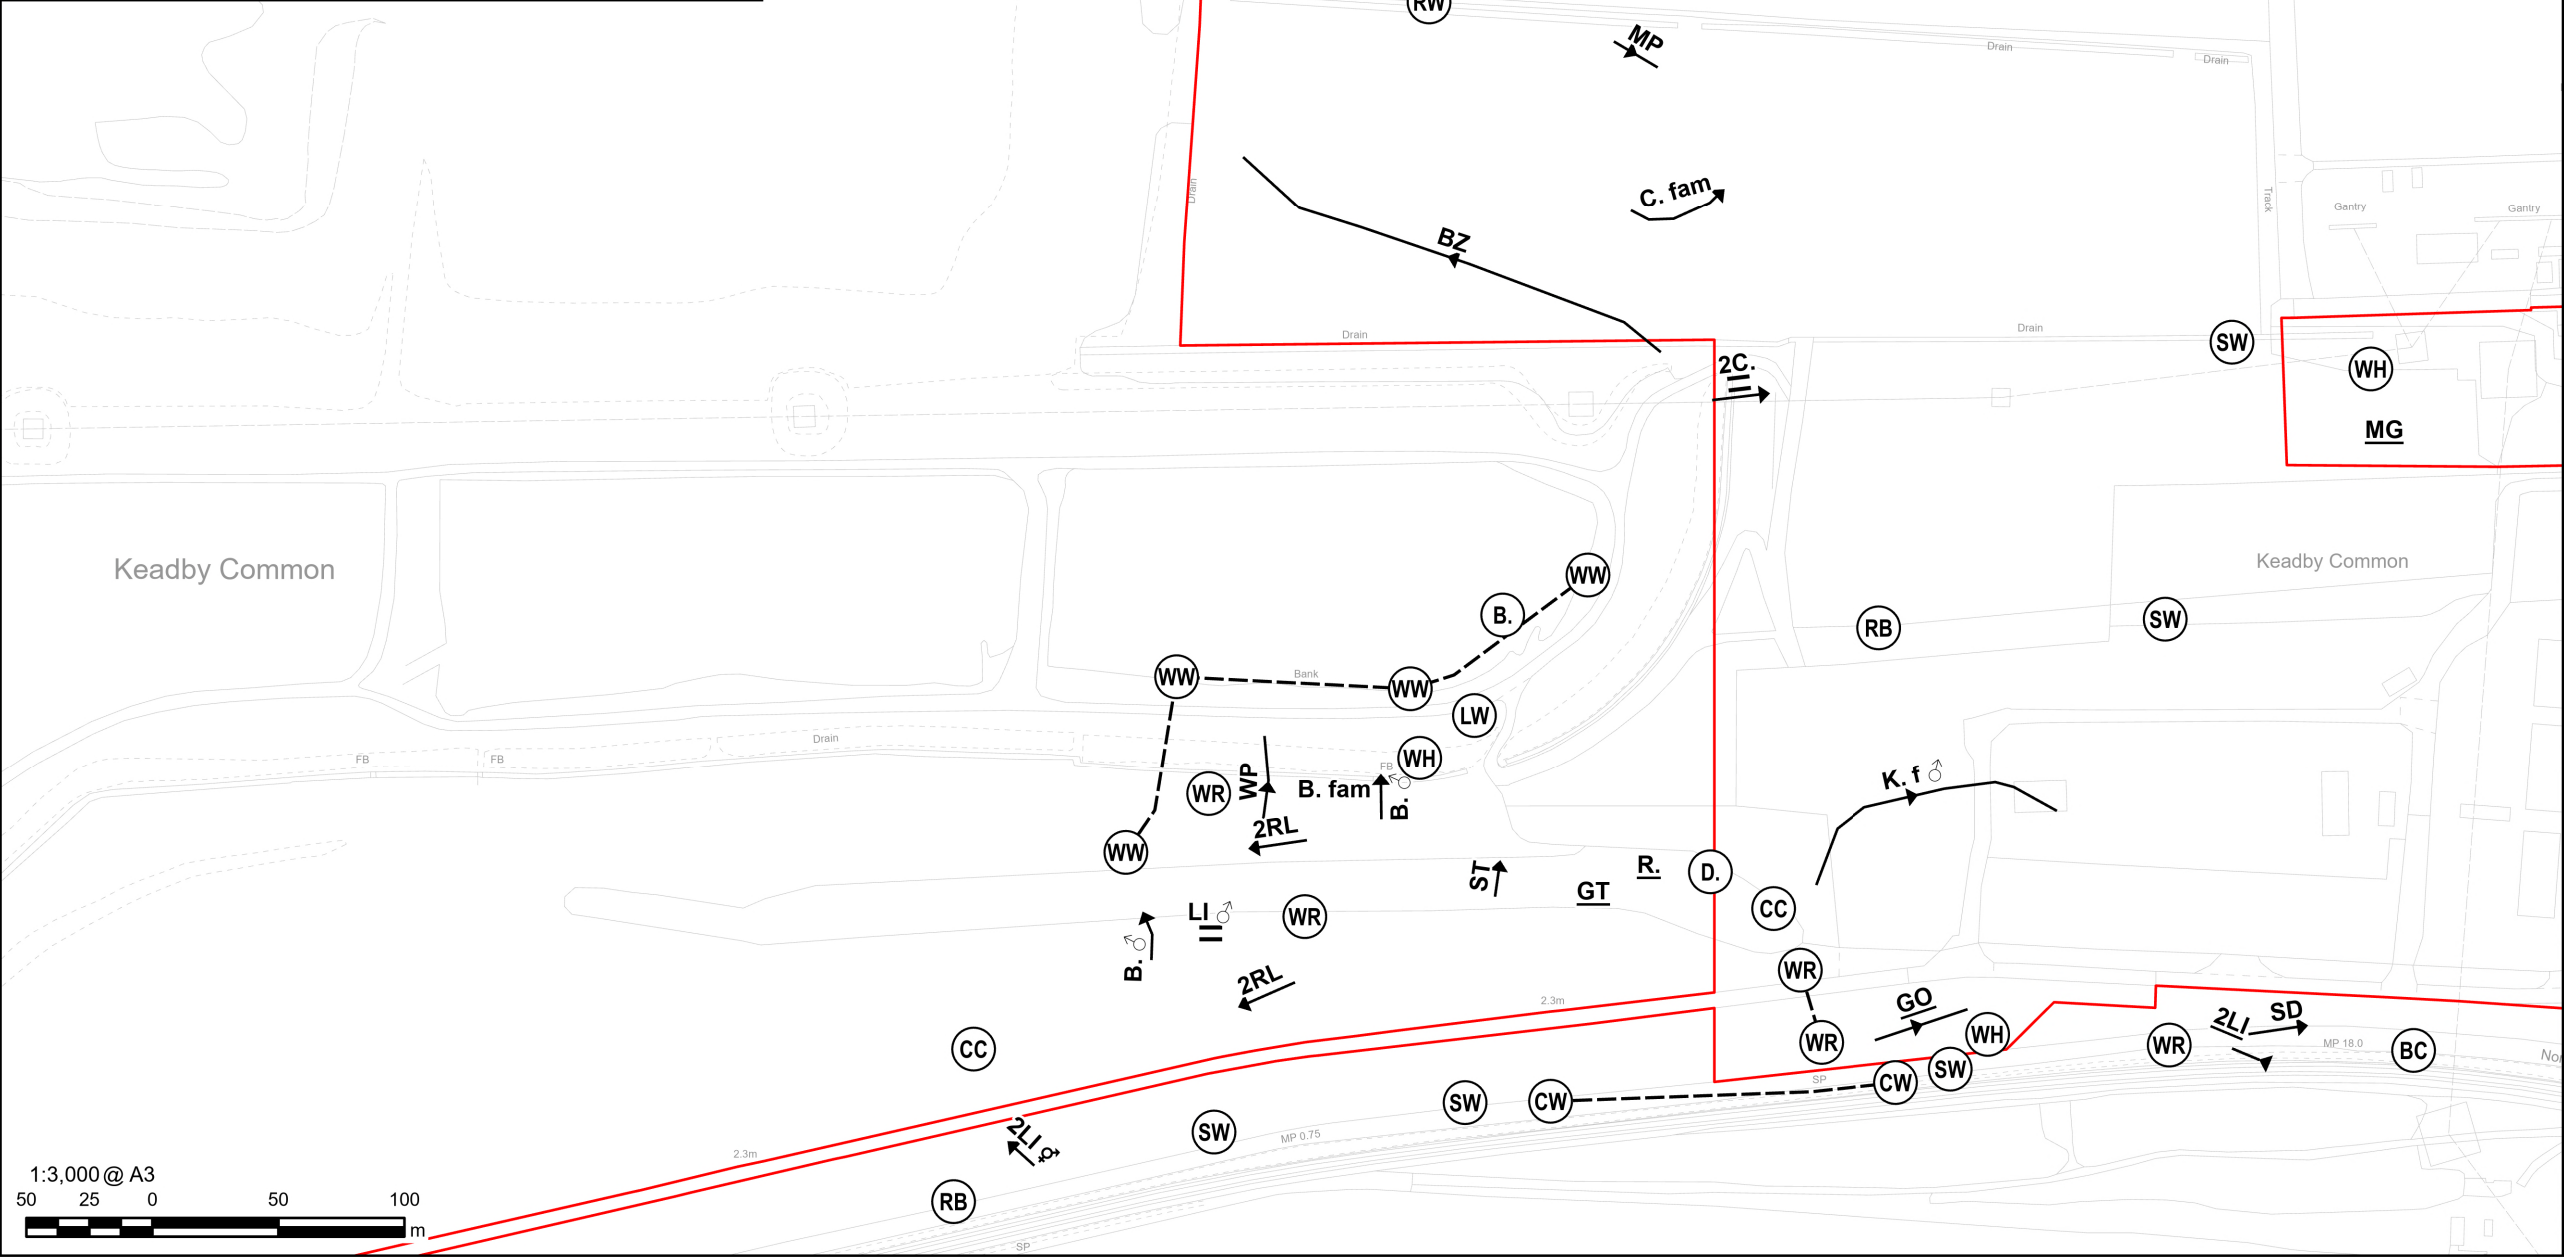 RW
MP
Drain
Drain
Drain
Track
C. fam
Gantry
Gantry
BZ
Drain
Drain
SW
2C.
WH
MG
Keadby Common
Keadby Common
WW
B.
RB
SW
WW
Bank
WW
LW
Drain
FB
FB
WH
FB
WR
WP
B. fam
B. ♂
K. f ♂
2RL
WW
ST
R.
D.
GT
CC
LI ♂
WR
B. ♂
WR
2RL
2.3m
GO
SD
2LI
WH
WR
WR
MP 18.0
BC
Nor
CC
SW
SP
CW
CW
SW
SW
MP 0.75
2LI ⚥
2.3m
RB
SP
1:3,000 @ A3
50 25 0 50 100
m